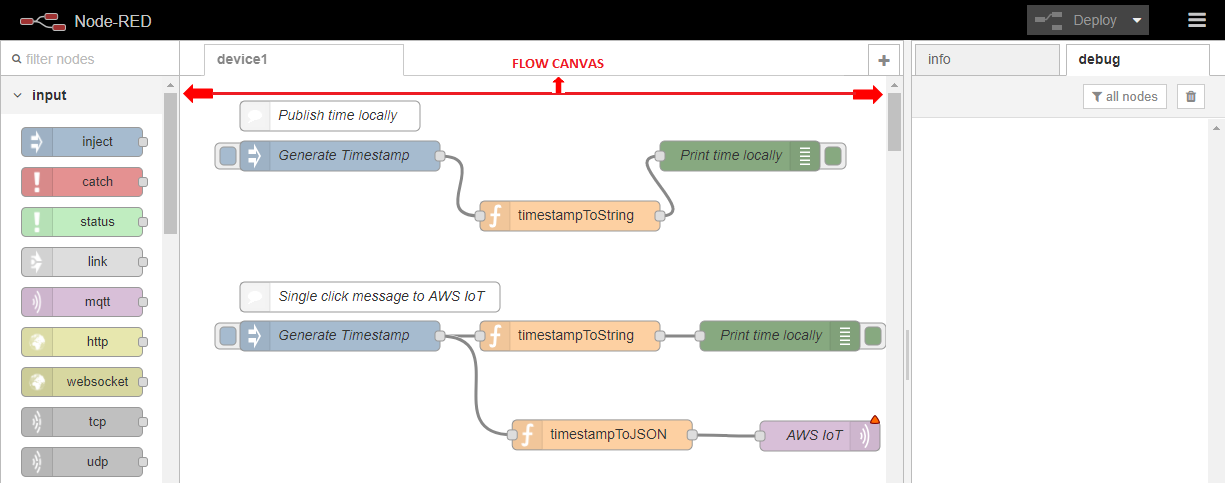 Node-RED
Deploy
filter nodes
device1
FLOW CANVAS
info
debug
input
all nodes
Publish time locally
inject
Generate Timestamp
Print time locally
catch
status
timestampToString
link
mqtt
Single click message to AWS IoT
http
Generate Timestamp
timestampToString
Print time locally
websocket
tcp
timestampToJSON
AWS IoT
udp